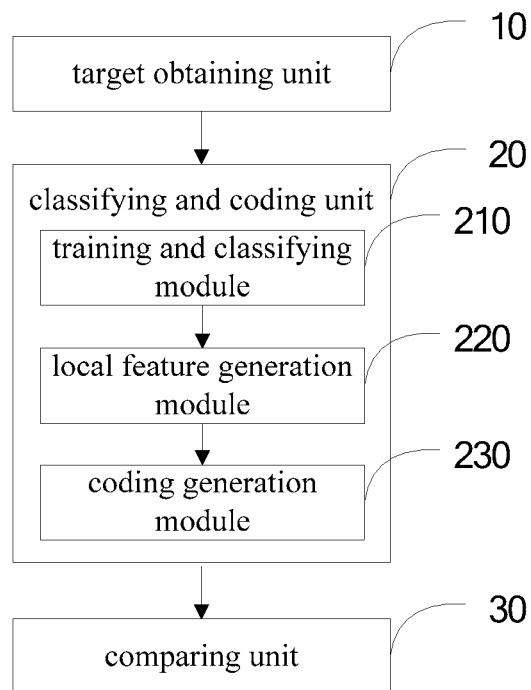 10
target obtaining unit
20
classifying and coding unit
210
training and classifying
module
220
local feature generation
module
230
coding generation
module
30
comparing unit